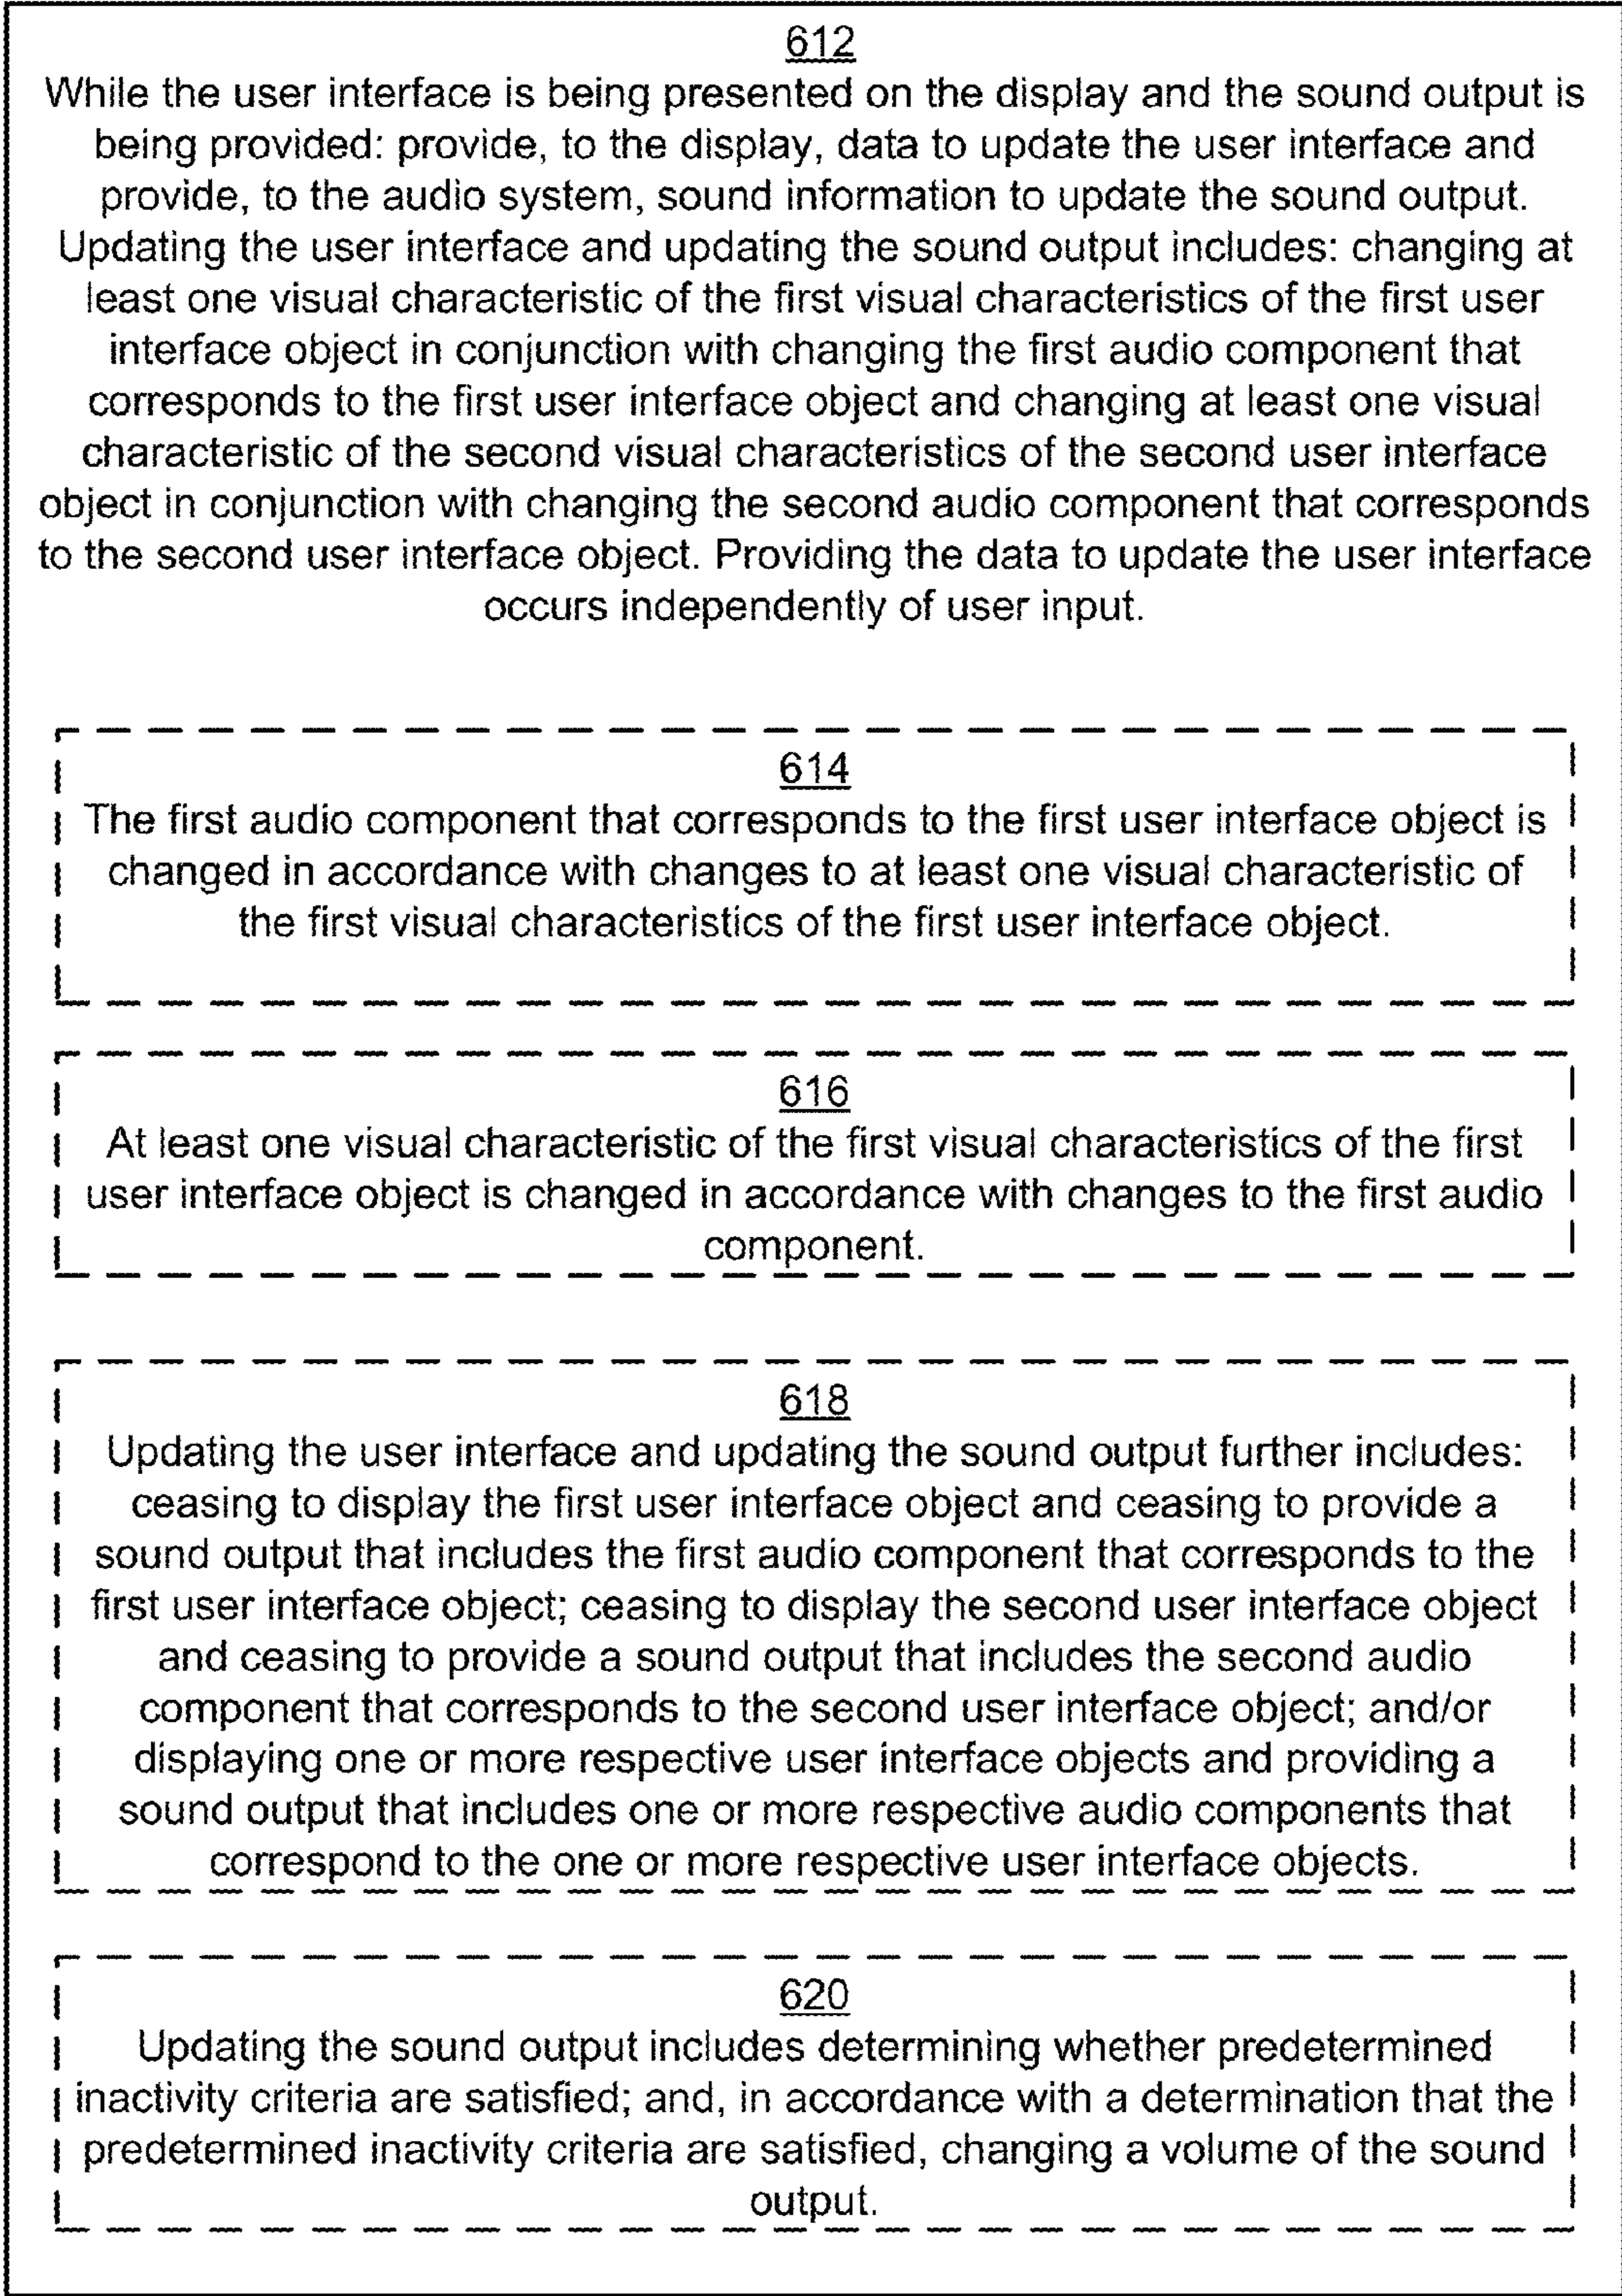 612
While the user interface is being presented on the display and the sound output is
being provided: provide, to the display, data to update the user interface and
provide, to the audio system, sound information to update the sound output.
Updating the user interface and updating the sound output includes: changing at
least one visual characteristic of the first visual characteristics of the first user
interface object in conjunction with changing the first audio component that
corresponds to the first user interface object and changing at least one visual
characteristic of the second visual characteristics of the second user interface
object in conjunction with changing the second audio component that corresponds
to the second user interface object. Providing the data to update the user interface
occurs independently of user input.
614
The first audio component that corresponds to the first user interface object is
changed in accordance with changes to at least one visual characteristic of
the first visual characteristics of the first user interface object.
616
At least one visual characteristic of the first visual characteristics of the first
user interface object is changed in accordance with changes to the first audio
component.
618
Updating the user interface and updating the sound output further includes:
ceasing to display the first user interface object and ceasing to provide a
sound output that includes the first audio component that corresponds to the
first user interface object; ceasing to display the second user interface object
and ceasing to provide a sound output that includes the second audio
component that corresponds to the second user interface object; and/or
displaying one or more respective user interface objects and providing a
sound output that includes one or more respective audio components that
correspond to the one or more respective user interface objects.
620
Updating the sound output includes determining whether predetermined
inactivity criteria are satisfied; and, in accordance with a determination that the
predetermined inactivity criteria are satisfied, changing a volume of the sound
output.